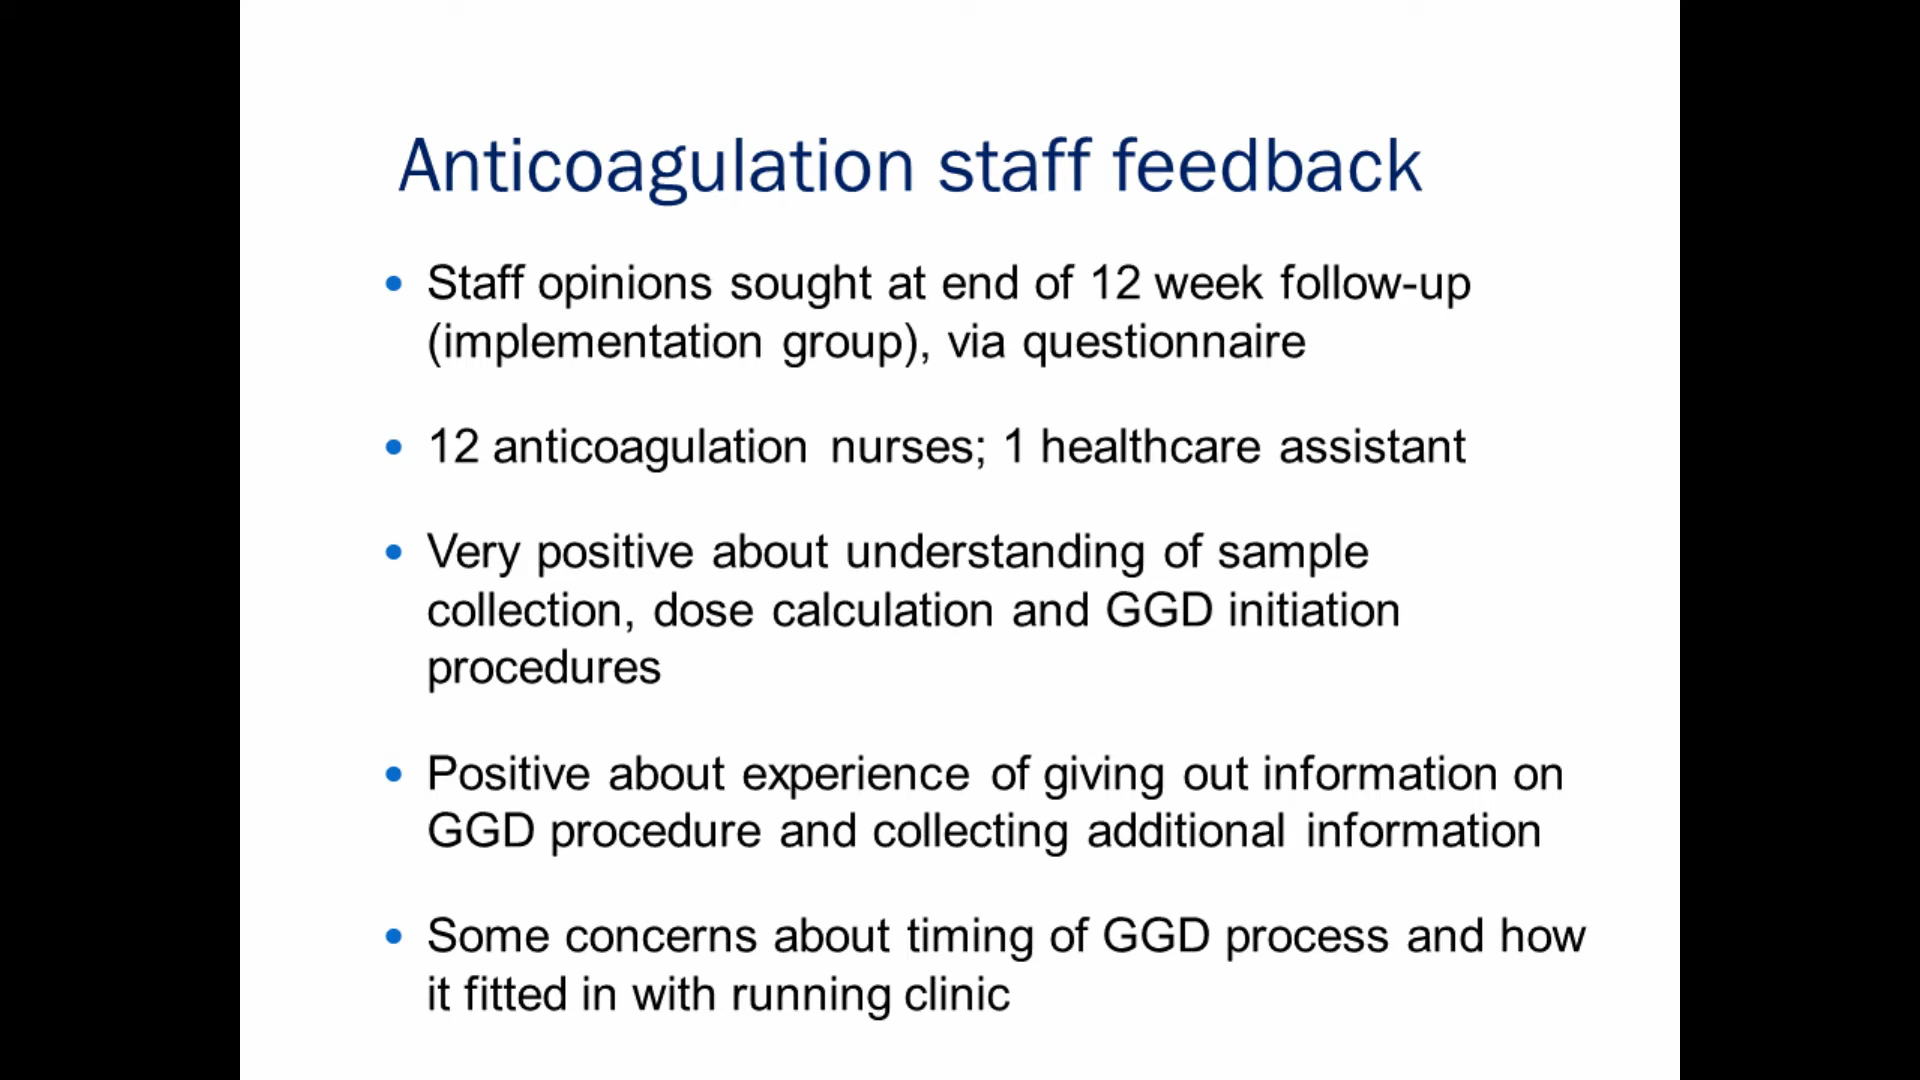 Anticoagulation staff feedback
• Staff opinions sought at end of 12 week follow-up
(implementation group), via questionnaire
• 12 anticoagulation nurses; 1 healthcare assistant
• Very positive about understanding of sample
collection, dose calculation and GGD initiation
procedures
• Positive about experience of giving out information on
GGD procedure and collecting additional information
• Some concerns about timing of GGD process and how
it fitted in with running clinic